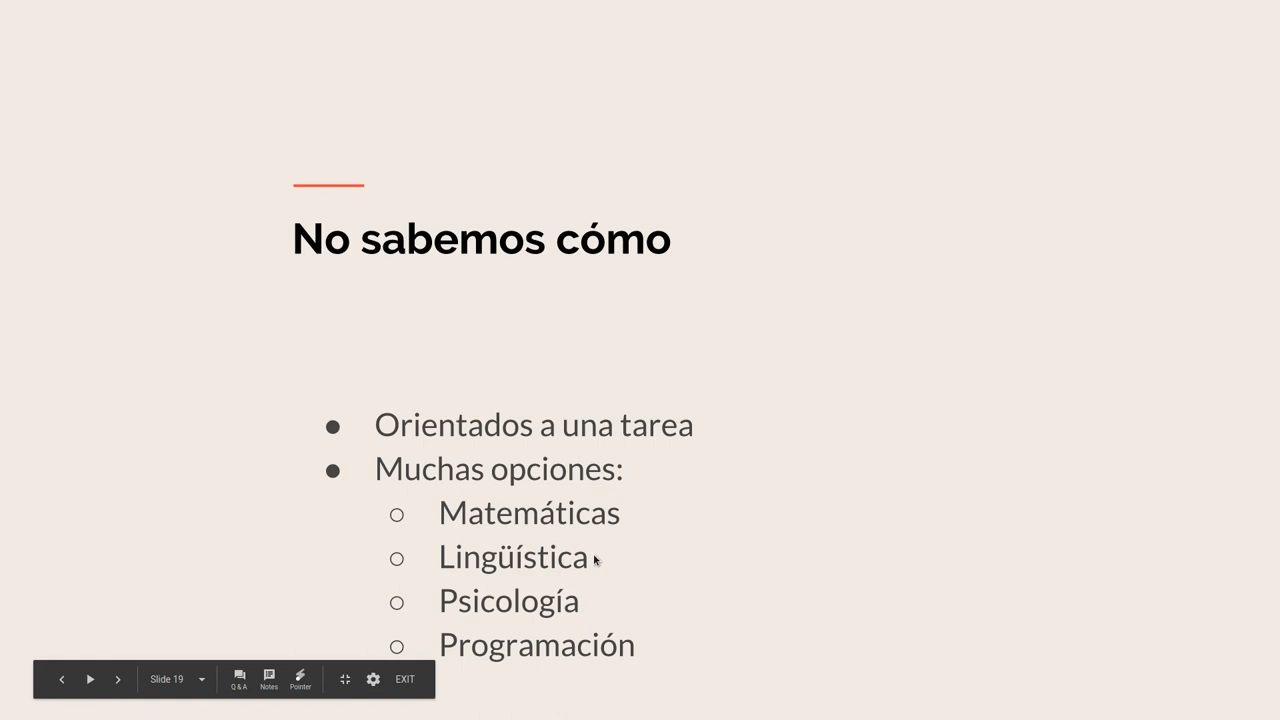 No sabemos cómo
● Orientados a una tarea
● Muchas opciones:
○ Matemáticas
○ Lingüística
○ Psicología
○ Programación
Slide 19
Q & A
Notes
Pointer
EXIT